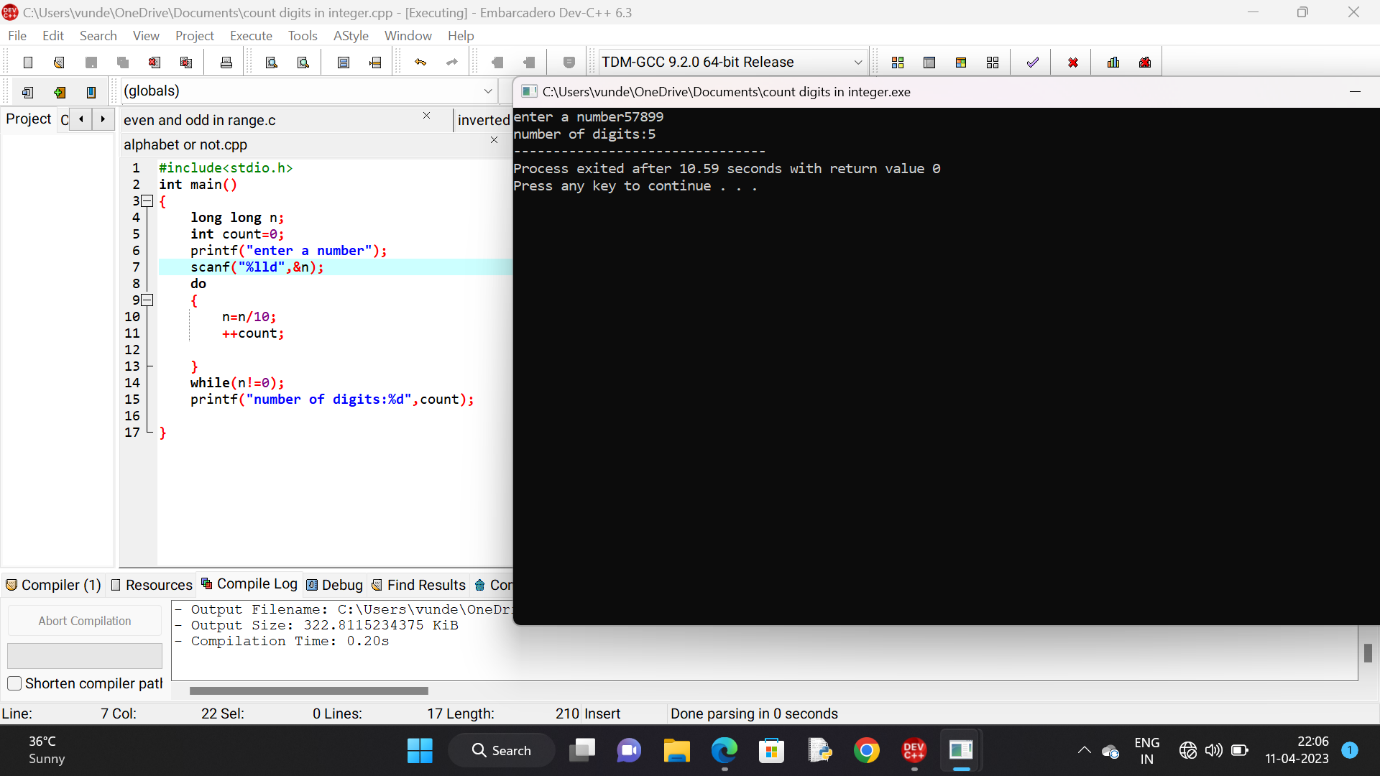 C:\Users\vunde\OneDrive\Documents\count digits in integer.cpp - [Executing] - Embarcadero Dev-C++ 6.3
File Edit Search View Project Execute Tools AStyle Window Help
TDM-GCC 9.2.0 64-bit Release
(globals)
C:\Users\vunde\OneDrive\Documents\count digits in integer.exe
Project C
even and odd in range.c inverted
alphabet or not.cpp
1 #include<stdio.h>
2 int main()
3 {
4 long long n;
5 int count=0;
6 printf("enter a number");
7 scanf("%lld",&n);
8 do
9 {
10 n=n/10;
11 ++count;
12
13 }
14 while(n!=0);
15 printf("number of digits:%d",count);
16
17 }
enter a number57899
number of digits:5
--------------------------------
Process exited after 10.59 seconds with return value 0
Press any key to continue . . .
Compiler (1) Resources Compile Log Debug Find Results Con
Abort Compilation
Shorten compiler path
- Output Filename: C:\Users\vunde\OneDri
- Output Size: 322.8115234375 KiB
- Compilation Time: 0.20s
Line: 7 Col: 22 Sel: 0 Lines: 17 Length: 210 Insert Done parsing in 0 seconds
36°C
Sunny
Search
DEV C++
ENG
IN
22:06
11-04-2023
1